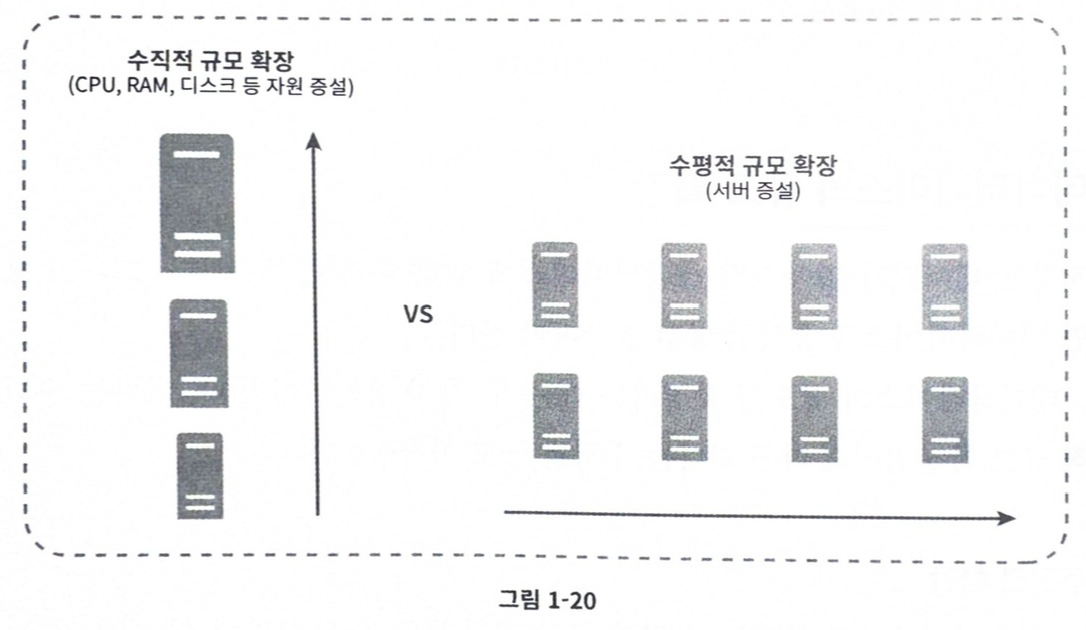 수직적 규모 확장
(CPU, RAM, 디스크 등 자원 증설)
수평적 규모 확장
(서버 증설)
VS
그림 1-20